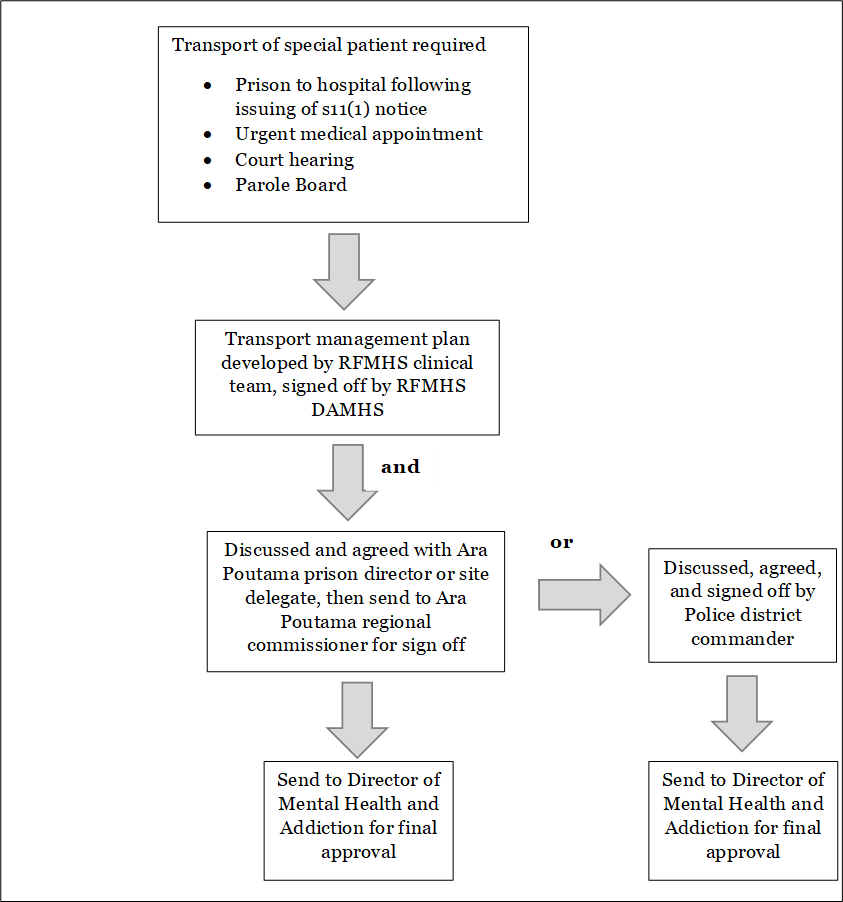 Transport of special patient required
• Prison to hospital following
issuing of s11(1) notice
• Urgent medical appointment
• Court hearing
• Parole Board
Transport management plan
developed by RFMHS clinical
team, signed off by RFMHS
DAMHS
and
Discussed and agreed with Ara
Poutama prison director or site
delegate, then send to Ara
Poutama regional
commissioner for sign off
or
Discussed, agreed,
and signed off by
Police district
commander
Send to Director of
Mental Health and
Addiction for final
approval
Send to Director of
Mental Health and
Addiction for final
approval